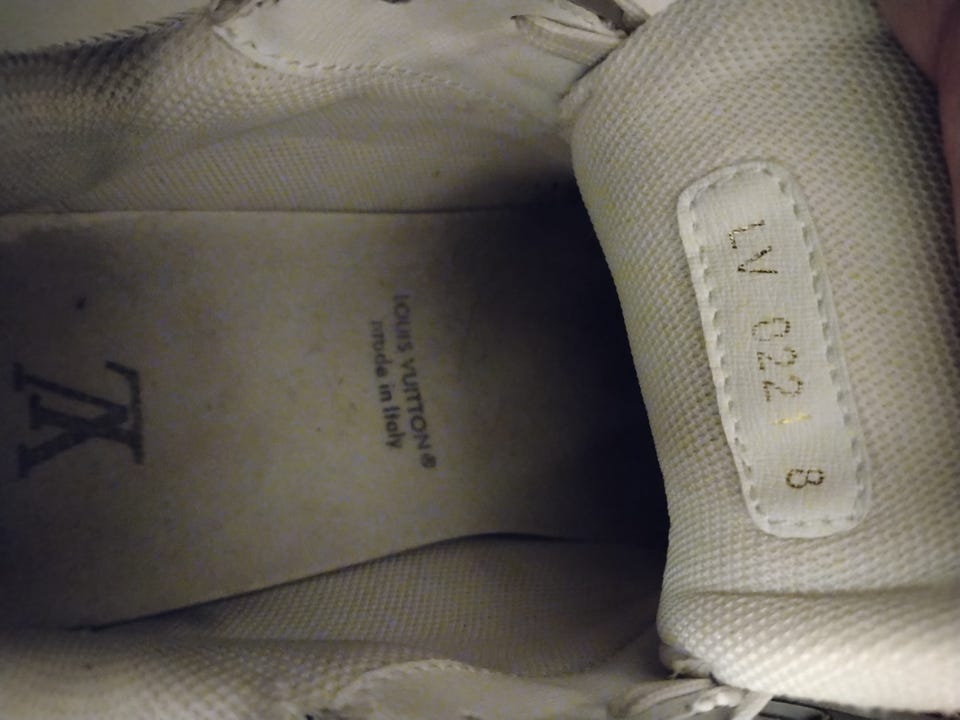 LV
LOUIS VUITTON®
made in Italy
LV 0221 8